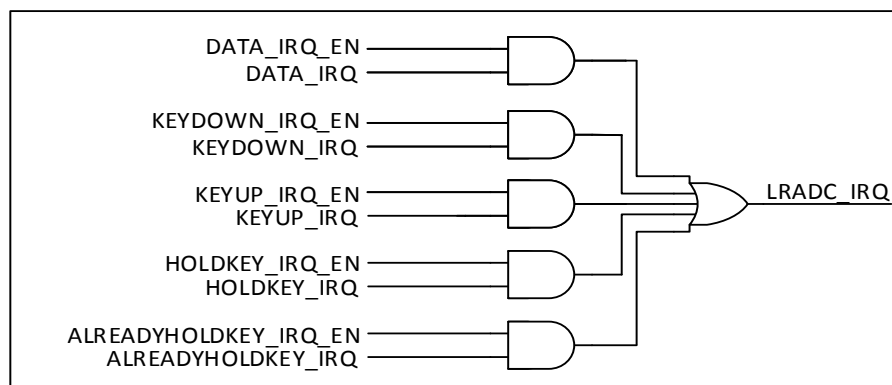 DATA_IRQ_EN
DATA_IRQ
KEYDOWN_IRQ_EN
KEYDOWN_IRQ
KEYUP_IRQ_EN
KEYUP_IRQ
LRADC_IRQ
HOLDKEY_IRQ_EN
HOLDKEY_IRQ
ALREADYHOLDKEY_IRQ_EN
ALREADYHOLDKEY_IRQ